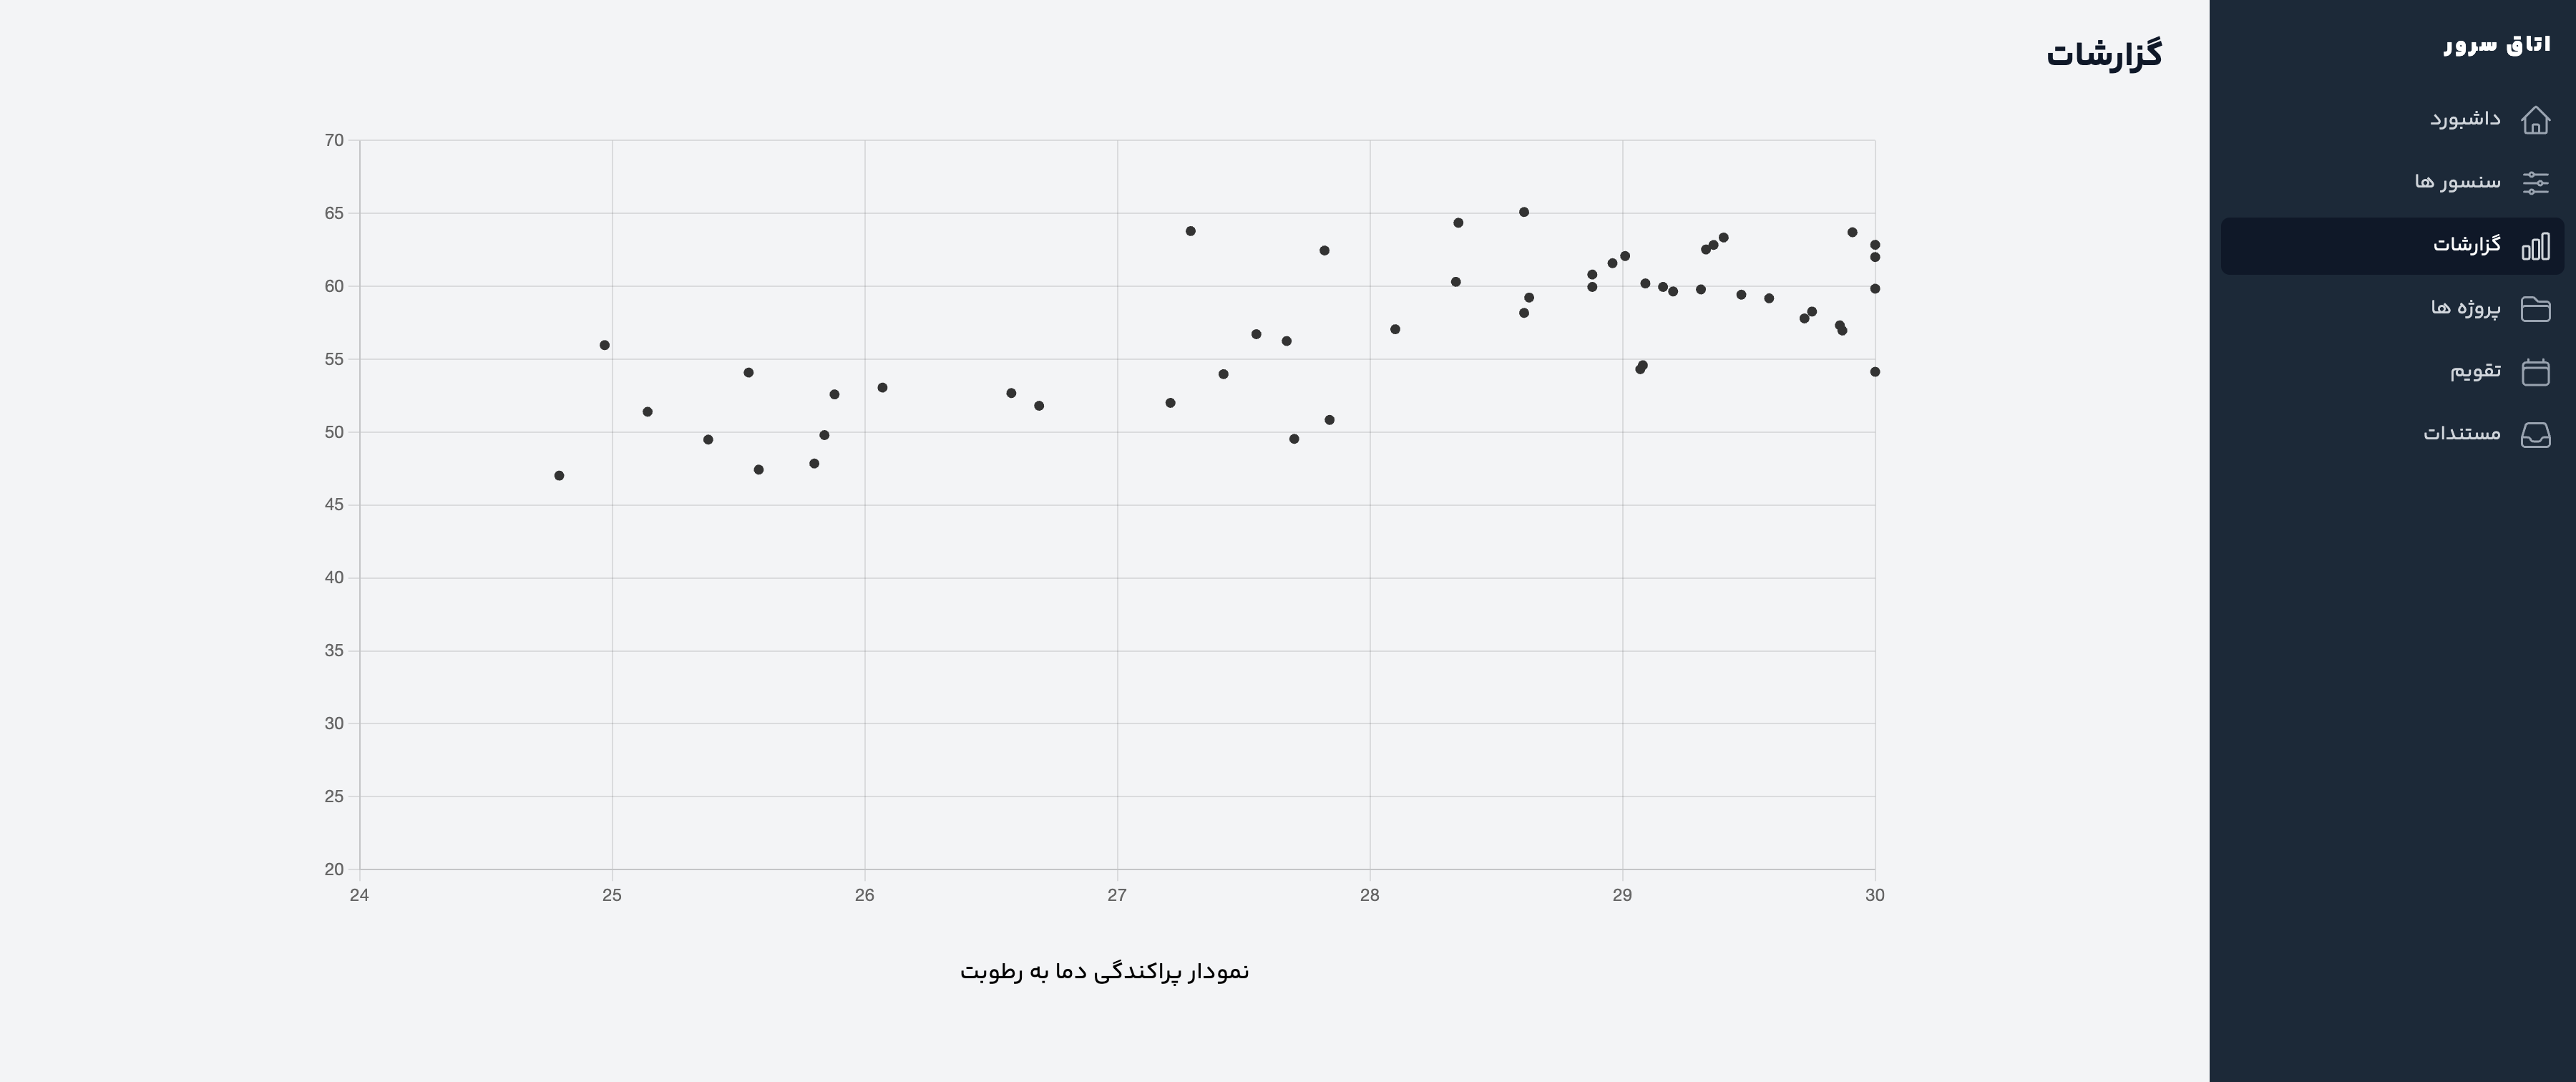 اتاق سرور
داشبورد
سنسور ها
گزارشات
پروژه ها
تقویم
مستندات
گزارشات
70
65
60
55
50
45
40
35
30
25
20
24 25 26 27 28 29 30
نمودار پراکندگی دما به رطوبت